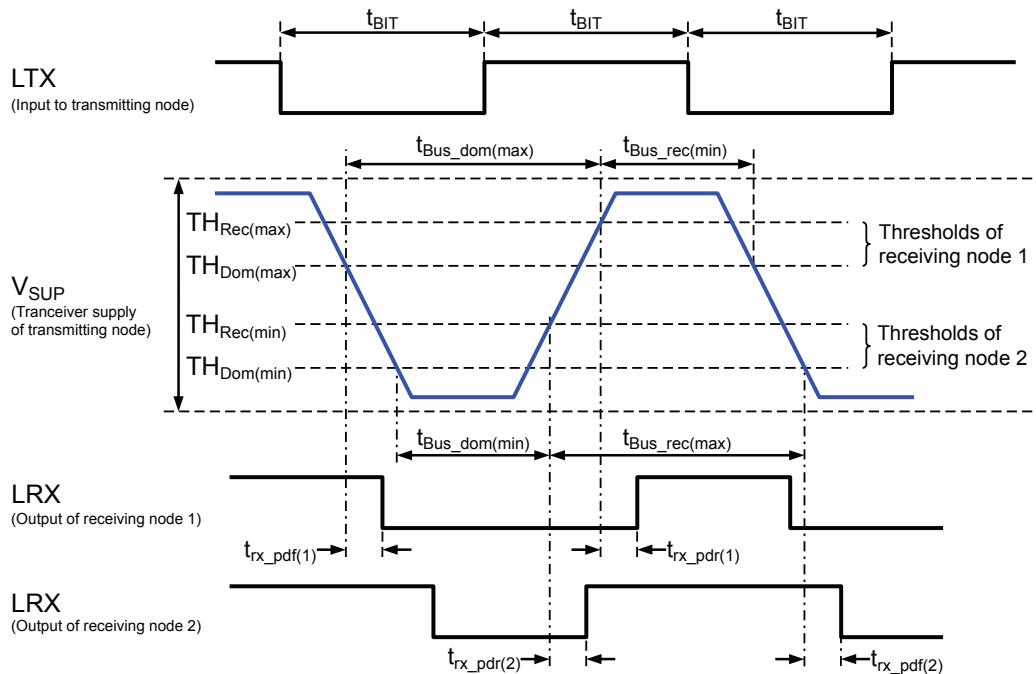 tBIT tBIT tBIT
LTX
(Input to transmitting node)
tBus_dom(max) tBus_rec(min)
THRec(max)
THDom(max)
Thresholds of
receiving node 1
VSUP
(Tranceiver supply
of transmitting node)
THRec(min)
THDom(min)
Thresholds of
receiving node 2
tBus_dom(min) tBus_rec(max)
LRX
(Output of receiving node 1)
trx_pdf(1) trx_pdr(1)
LRX
(Output of receiving node 2)
trx_pdr(2) trx_pdf(2)